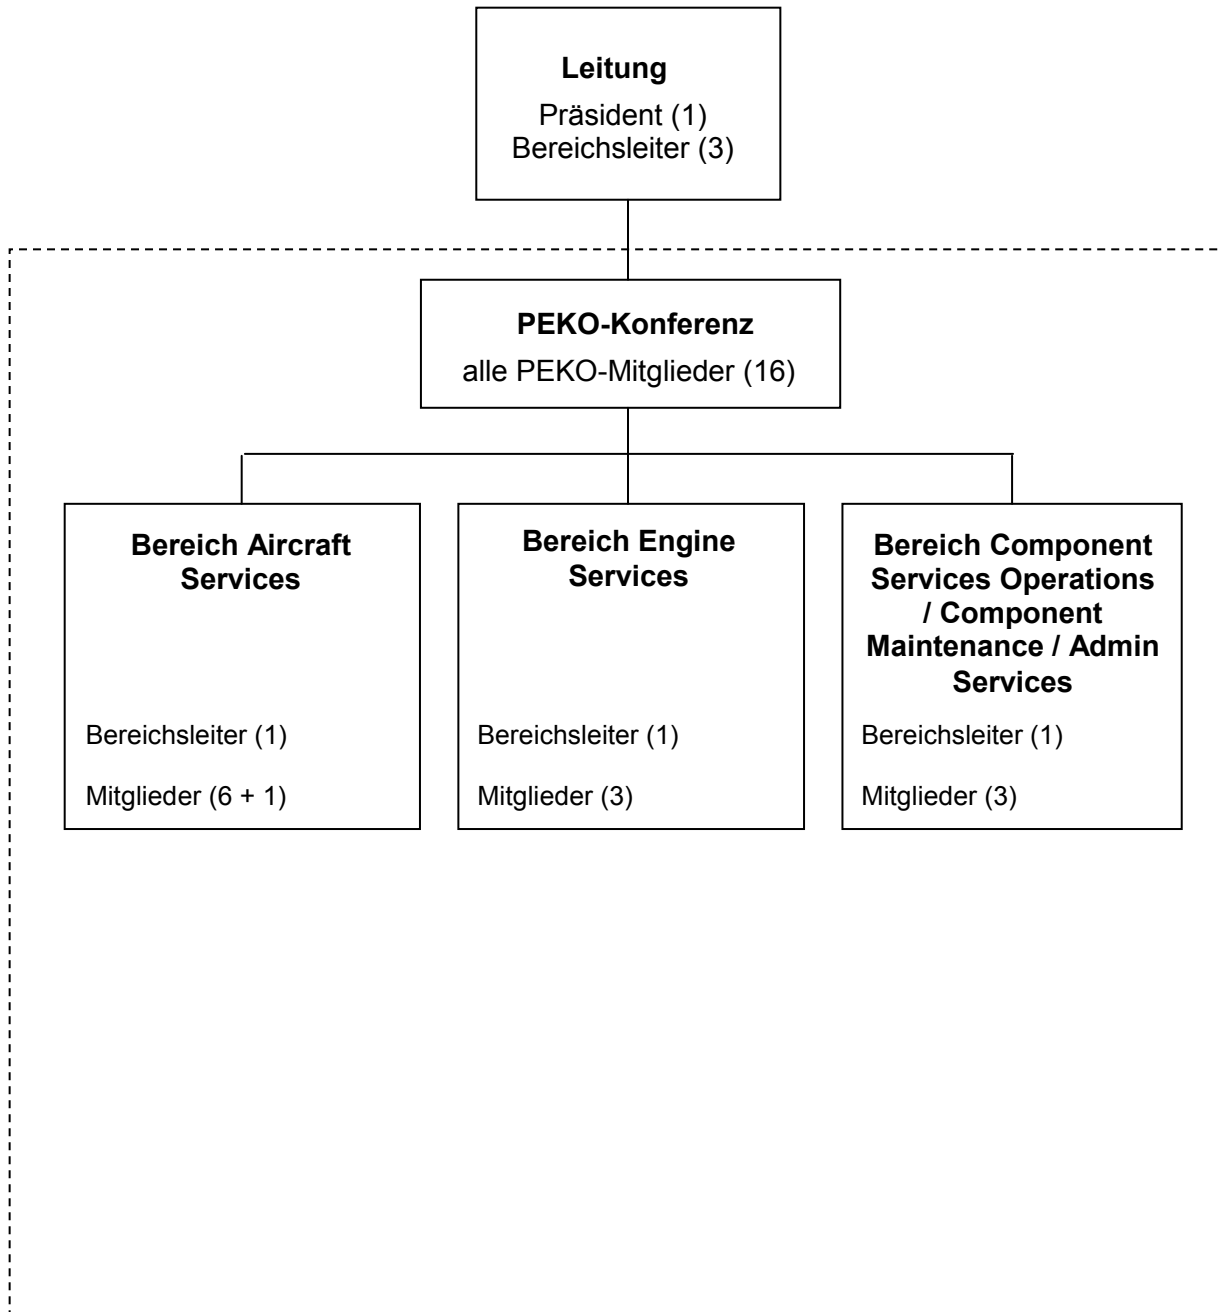 Leitung
Präsident (1)
Bereichsleiter (3)
PEKO-Konferenz
alle PEKO-Mitglieder (16)
Bereich Aircraft
Services
Bereichsleiter (1)
Mitglieder (6 + 1)
Bereich Engine
Services
Bereichsleiter (1)
Mitglieder (3)
Bereich Component
Services Operations
/ Component
Maintenance / Admin
Services
Bereichsleiter (1)
Mitglieder (3)